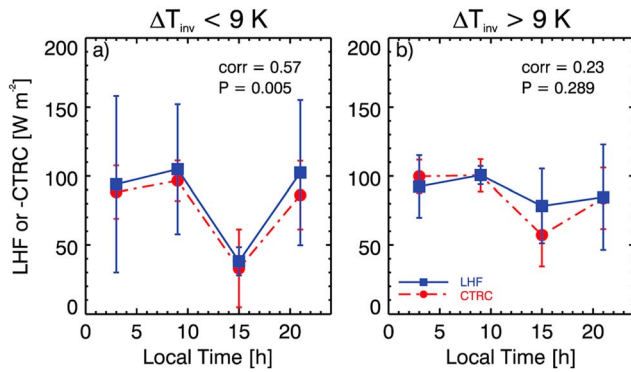 ΔT_inv < 9 K
ΔT_inv > 9 K
a)
corr = 0.57
P = 0.005
b)
corr = 0.23
P = 0.289
LHF or -CTRC [W m⁻²]
200
150
100
50
0
200
150
100
50
0
LHF
CTRC
0 5 10 15 20
0 5 10 15 20
Local Time [h]
Local Time [h]